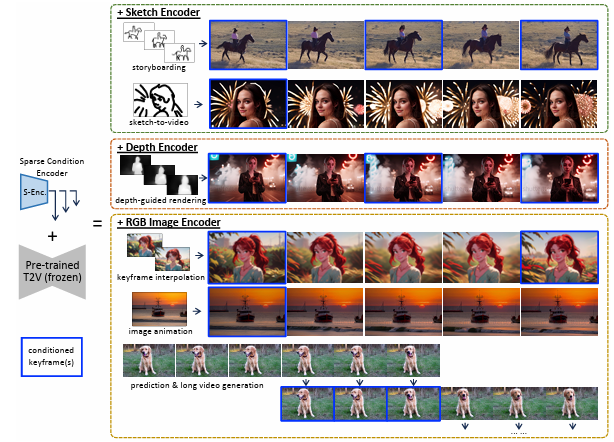 + Sketch Encoder
storyboarding
sketch-to-video
+ Depth Encoder
depth-guided rendering
Sparse Condition
Encoder
S-Enc.
+
Pre-trained
T2V (frozen)
=
+ RGB Image Encoder
keyframe interpolation
image animation
conditioned
keyframe(s)
prediction & long video generation
... ...